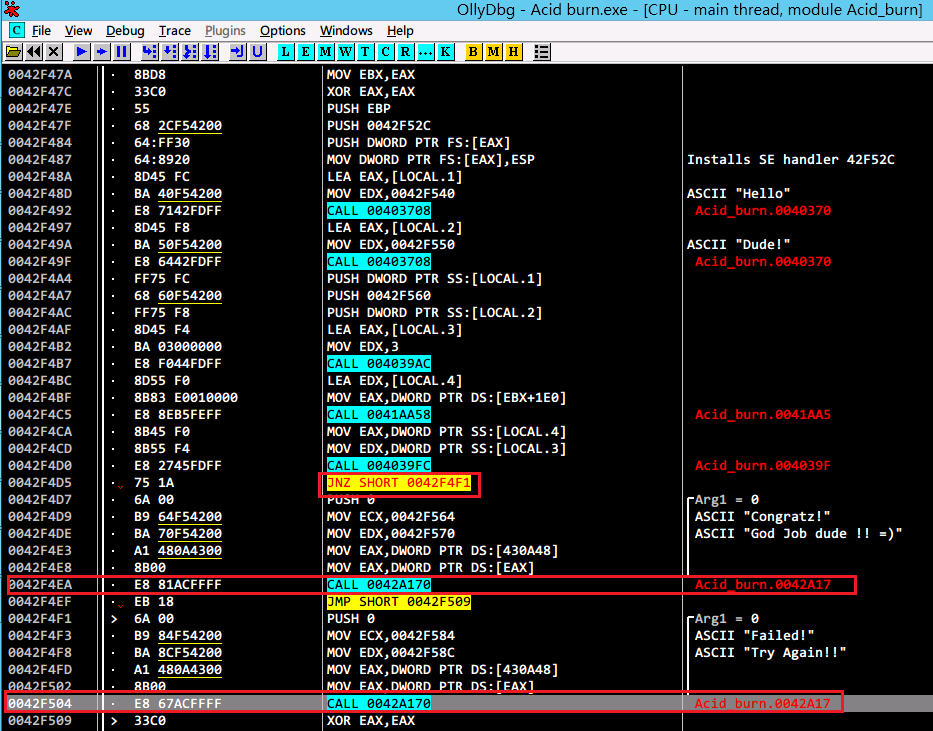 OllyDbg - Acid burn.exe - [CPU - main thread, module Acid_burn]
C File View Debug Trace Plugins Options Windows Help
L E M W T C R ... K B M H
0042F47A · 8BD8 MOV EBX,EAX
0042F47C · 33C0 XOR EAX,EAX
0042F47E · 55 PUSH EBP
0042F47F · 68 2CF54200 PUSH 0042F52C
0042F484 · 64:FF30 PUSH DWORD PTR FS:[EAX]
0042F487 · 64:8920 MOV DWORD PTR FS:[EAX],ESP Installs SE handler 42F52C
0042F48A · 8D45 FC LEA EAX,[LOCAL.1]
0042F48D · BA 40F54200 MOV EDX,0042F540 ASCII "Hello"
0042F492 · E8 7142FDFF CALL 00403708 Acid_burn.0040370
0042F497 · 8D45 F8 LEA EAX,[LOCAL.2]
0042F49A · BA 50F54200 MOV EDX,0042F550 ASCII "Dude!"
0042F49F · E8 6442FDFF CALL 00403708 Acid_burn.0040370
0042F4A4 · FF75 FC PUSH DWORD PTR SS:[LOCAL.1]
0042F4A7 · 68 60F54200 PUSH 0042F560
0042F4AC · FF75 F8 PUSH DWORD PTR SS:[LOCAL.2]
0042F4AF · 8D45 F4 LEA EAX,[LOCAL.3]
0042F4B2 · BA 03000000 MOV EDX,3
0042F4B7 · E8 F044FDFF CALL 004039AC
0042F4BC · 8D55 F0 LEA EDX,[LOCAL.4]
0042F4BF · 8B83 E0010000 MOV EAX,DWORD PTR DS:[EBX+1E0]
0042F4C5 · E8 8EB5FEFF CALL 0041AA58 Acid_burn.0041AA5
0042F4CA · 8B45 F0 MOV EAX,DWORD PTR SS:[LOCAL.4]
0042F4CD · 8B55 F4 MOV EDX,DWORD PTR SS:[LOCAL.3]
0042F4D0 · E8 2745FDFF CALL 004039FC Acid_burn.004039F
0042F4D5 · 75 1A JNZ SHORT 0042F4F1
0042F4D7 · 6A 00 PUSH 0 Arg1 = 0
0042F4D9 · B9 64F54200 MOV ECX,0042F564 ASCII "Congratz!"
0042F4DE · BA 70F54200 MOV EDX,0042F570 ASCII "God Job dude !! =)"
0042F4E3 · A1 480A4300 MOV EAX,DWORD PTR DS:[430A48]
0042F4E8 · 8B00 MOV EAX,DWORD PTR DS:[EAX]
0042F4EA · E8 81ACFFFF CALL 0042A170 Acid_burn.0042A17
0042F4EF · EB 18 JMP SHORT 0042F509
0042F4F1 > 6A 00 PUSH 0 Arg1 = 0
0042F4F3 · B9 84F54200 MOV ECX,0042F584 ASCII "Failed!"
0042F4F8 · BA 8CF54200 MOV EDX,0042F58C ASCII "Try Again!!"
0042F4FD · A1 480A4300 MOV EAX,DWORD PTR DS:[430A48]
0042F502 · 8B00 MOV EAX,DWORD PTR DS:[EAX]
0042F504 · E8 67ACFFFF CALL 0042A170 Acid_burn.0042A17
0042F509 > 33C0 XOR EAX,EAX